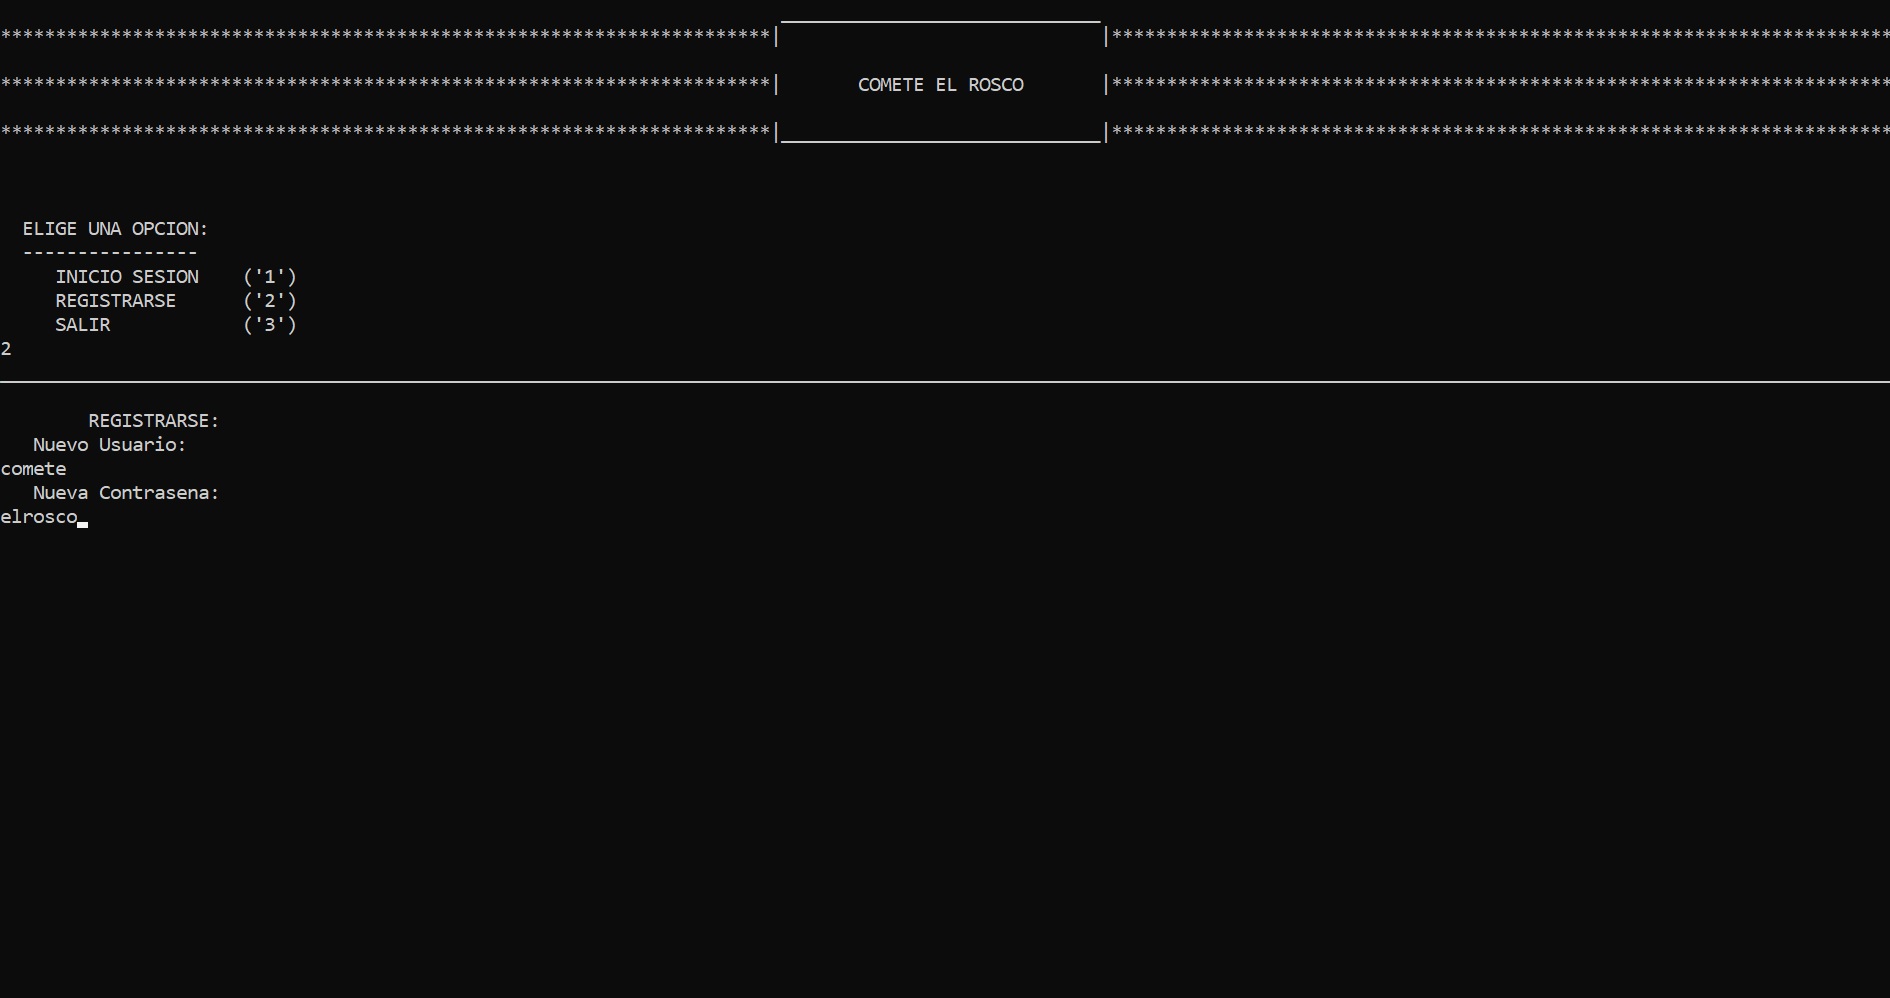 **********************************************************************|                             |***********************************************************************
**********************************************************************|       COMETE EL ROSCO       |***********************************************************************
**********************************************************************|_____________________________|***********************************************************************
ELIGE UNA OPCION:
----------------
INICIO SESION ('1')
REGISTRARSE ('2')
SALIR ('3')
2
REGISTRARSE:
Nuevo Usuario:
comete
Nueva Contrasena:
elrosco